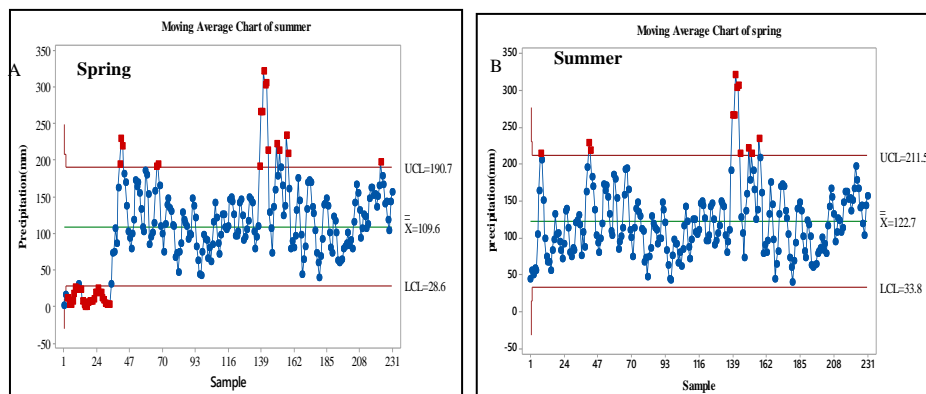 Moving Average Chart of summer
A
Spring
350
300
250
200
150
100
50
0
-50
Precipitation(mm)
UCL=190.7
X=109.6
LCL=28.6
1 24 47 70 93 116 139 162 185 208 231
Sample
Moving Average Chart of spring
B
Summer
350
300
250
200
150
100
50
0
-50
Precipitation(mm)
UCL=211.5
X=122.7
LCL=33.8
1 24 47 70 93 116 139 162 185 208 231
Sample